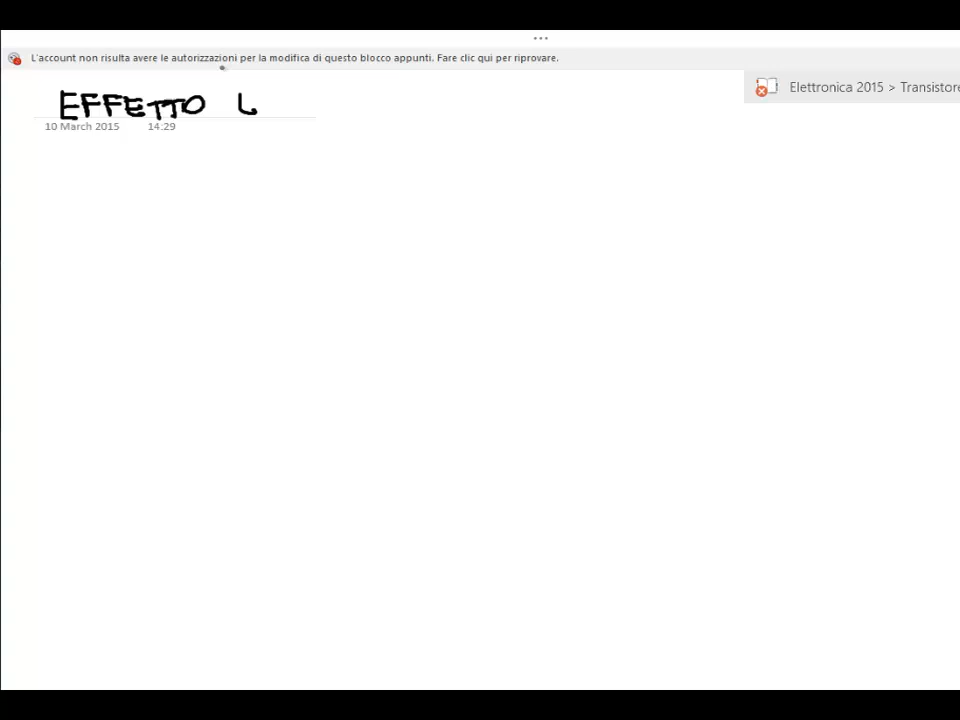 L'account non risulta avere le autorizzazioni per la modifica di questo blocco appunti. Fare clic qui per riprovare.
Elettronica 2015 > Transistore
EFFETTO L
10 March 2015 14:29